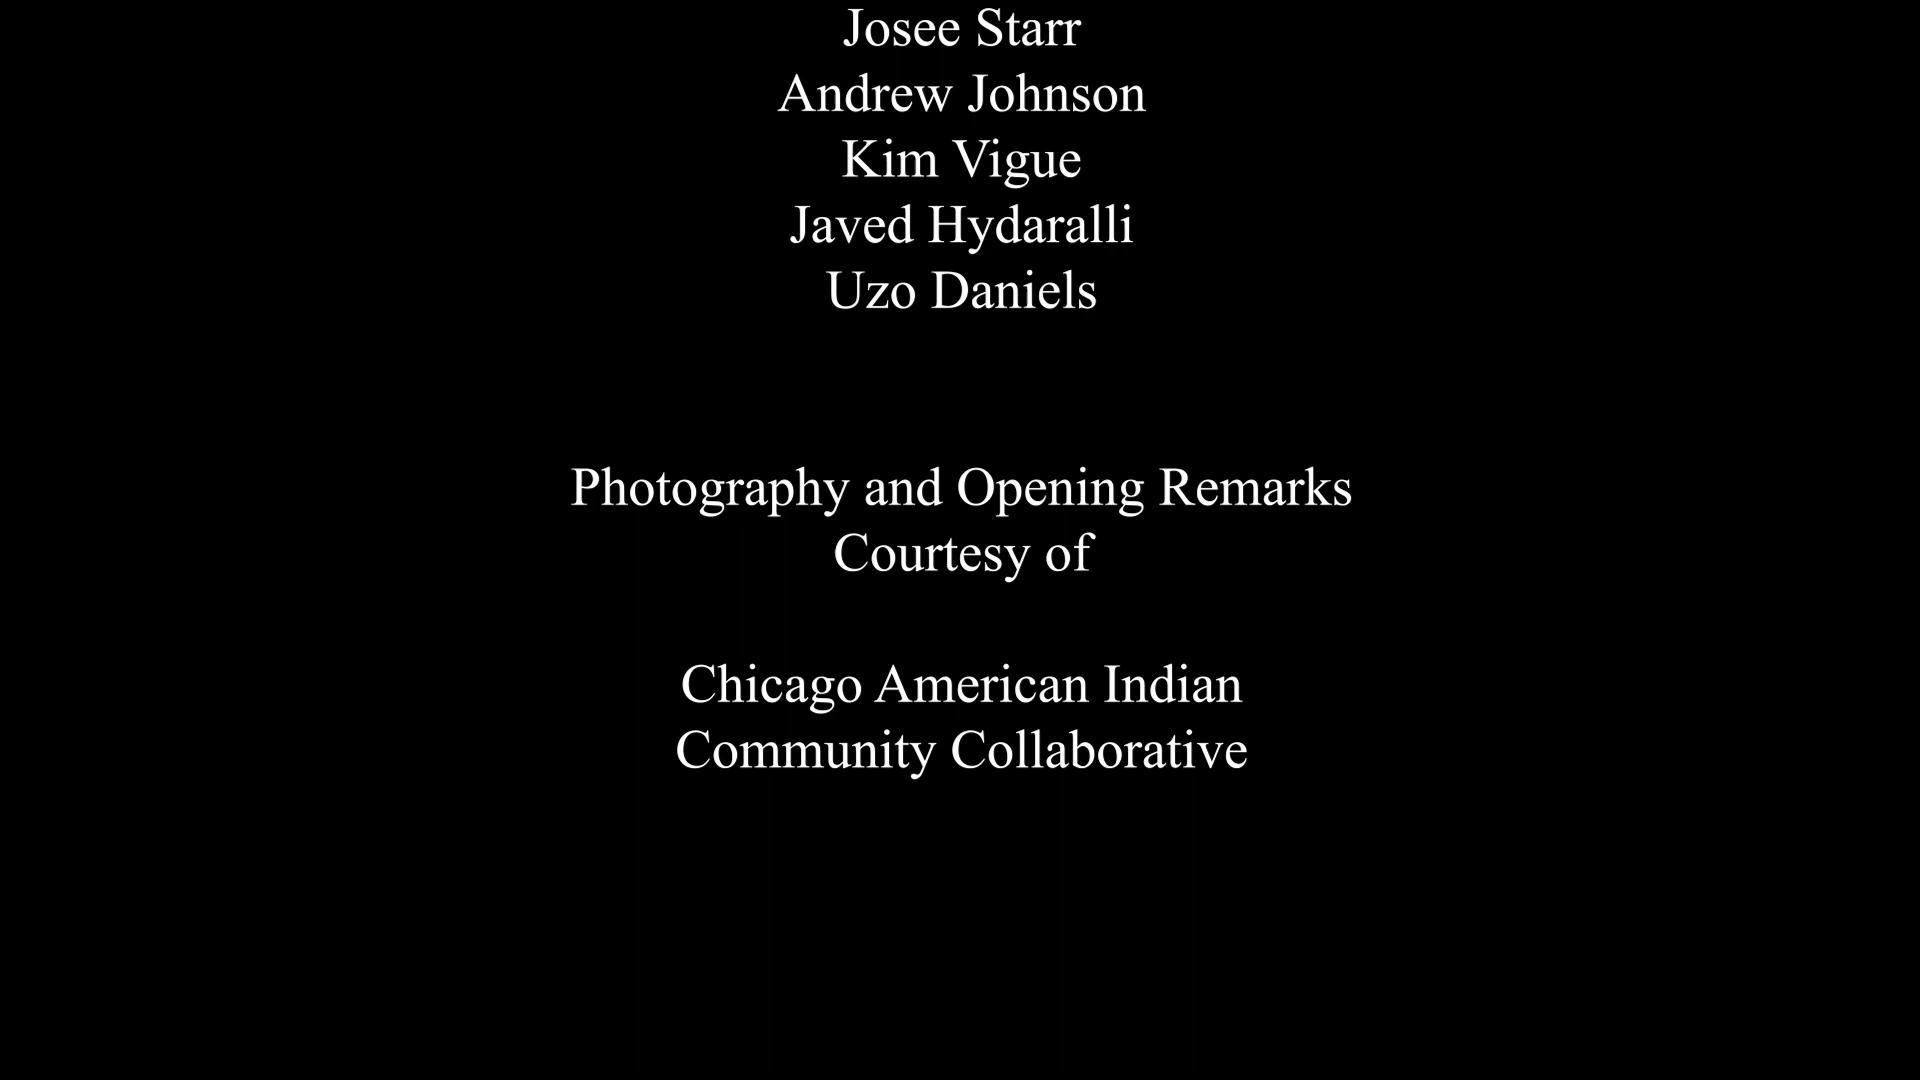 Josee Starr
Andrew Johnson
Kim Vigue
Javed Hydaralli
Uzo Daniels
Photography and Opening Remarks
Courtesy of
Chicago American Indian
Community Collaborative